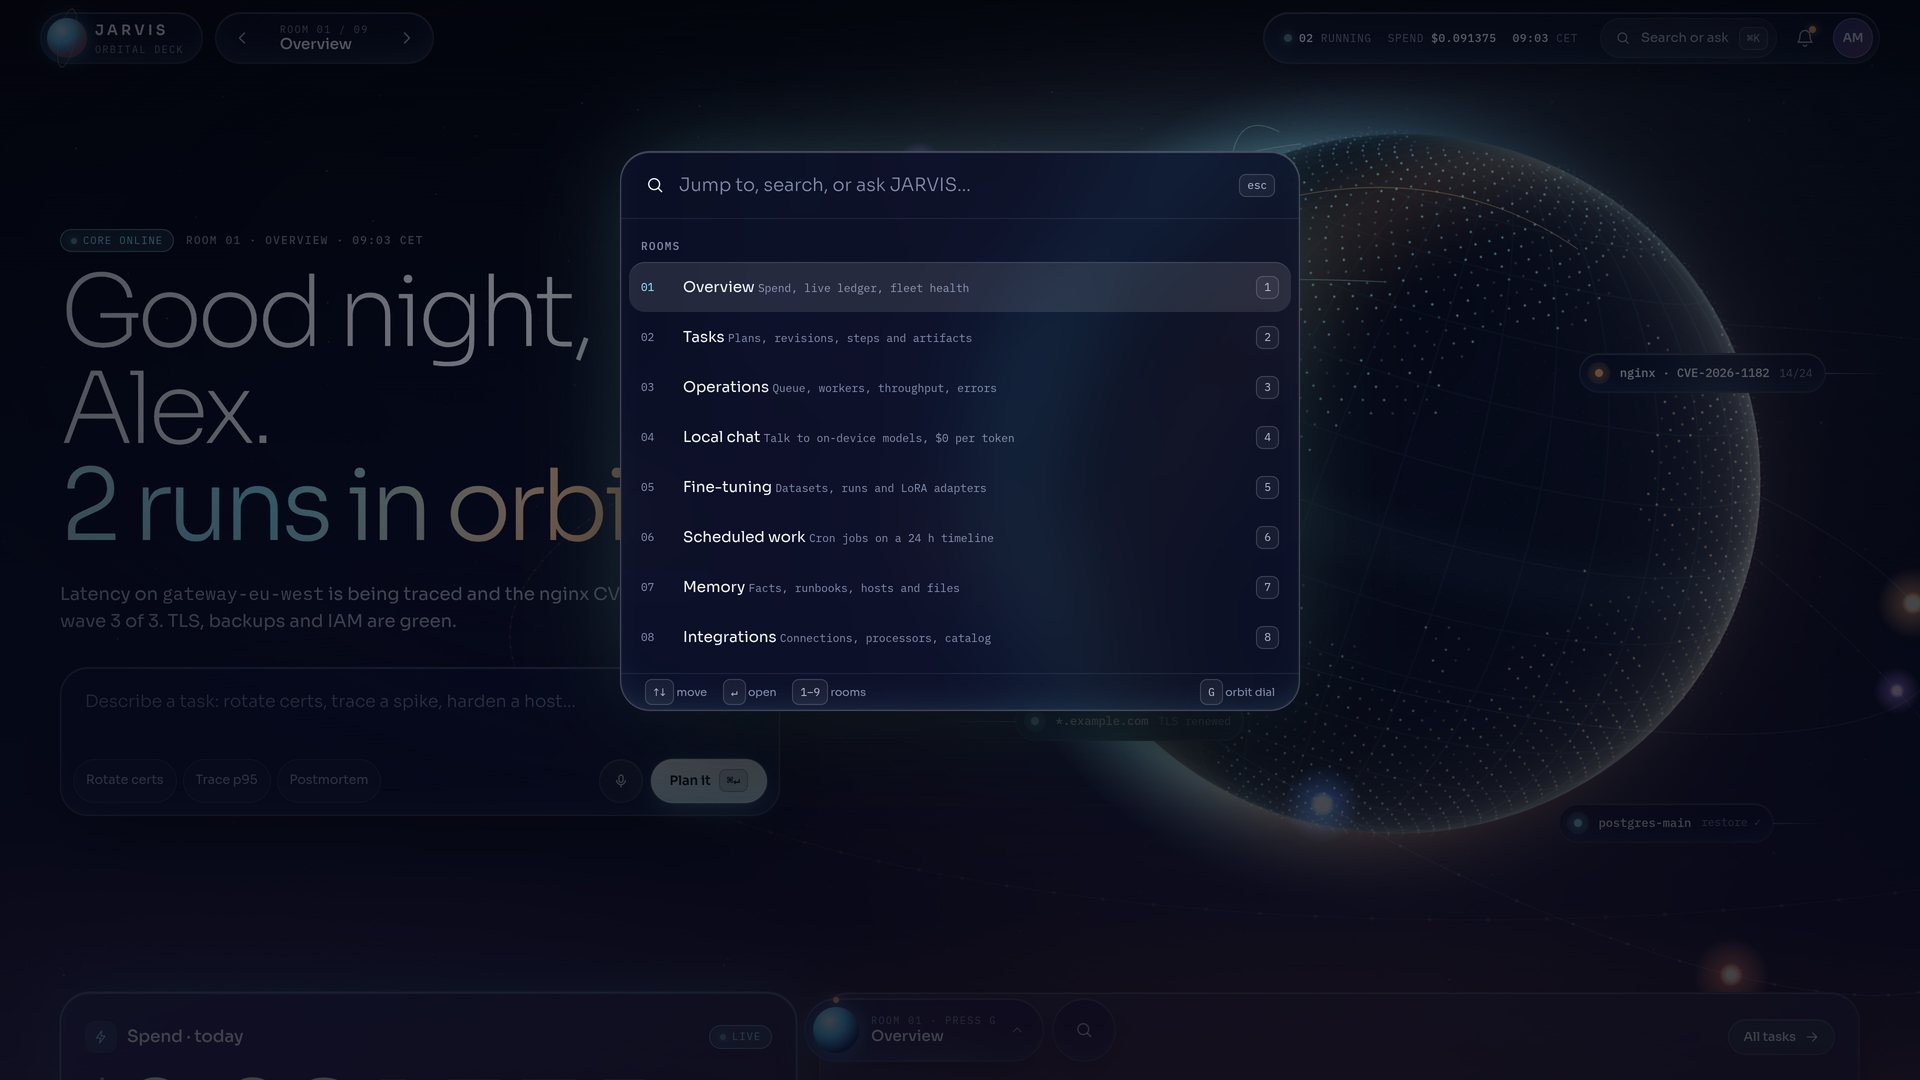 JARVIS
ORBITAL DECK
ROOM 01 / 09
Overview
02 RUNNING SPEND $0.091375 09:03 CET
Search or ask ⌘K
AM
CORE ONLINE
ROOM 01 · OVERVIEW · 09:03 CET
Good night,
Alex.
2 runs in orbi
Latency on gateway-eu-west is being traced and the nginx CV
wave 3 of 3. TLS, backups and IAM are green.
Describe a task: rotate certs, trace a spike, harden a host...
Rotate certs
Trace p95
Postmortem
Plan it ⌘↵
Jump to, search, or ask JARVIS...
esc
ROOMS
01 Overview Spend, live ledger, fleet health 1
02 Tasks Plans, revisions, steps and artifacts 2
03 Operations Queue, workers, throughput, errors 3
04 Local chat Talk to on-device models, $0 per token 4
05 Fine-tuning Datasets, runs and LoRA adapters 5
06 Scheduled work Cron jobs on a 24 h timeline 6
07 Memory Facts, runbooks, hosts and files 7
08 Integrations Connections, processors, catalog 8
↑↓ move ↵ open 1–9 rooms G orbit dial
nginx · CVE-2026-1182 14/24
*.example.com TLS renewed
postgres-main restore ✓
Spend · today
LIVE
ROOM 01 · PRESS G
Overview
All tasks →